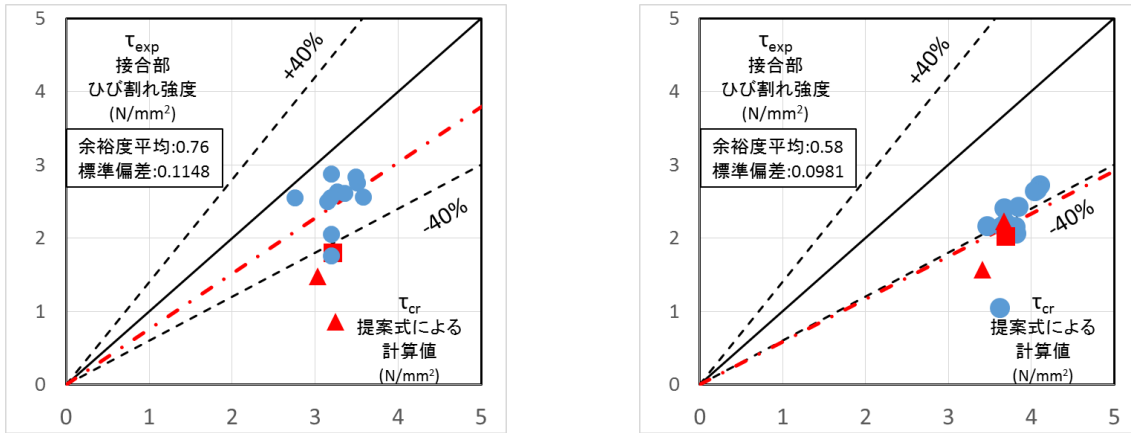 5
4
3
2
1
0
0
1
2
3
4
5
τexp
接合部
ひび割れ強度
(N/mm²)
余裕度平均:0.76
標準偏差:0.1148
+40%
-40%
τcr
提案式による
計算値
(N/mm²)
5
4
3
2
1
0
0
1
2
3
4
5
τexp
接合部
ひび割れ強度
(N/mm²)
余裕度平均:0.58
標準偏差:0.0981
+40%
-40%
τcr
提案式による
計算値
(N/mm²)